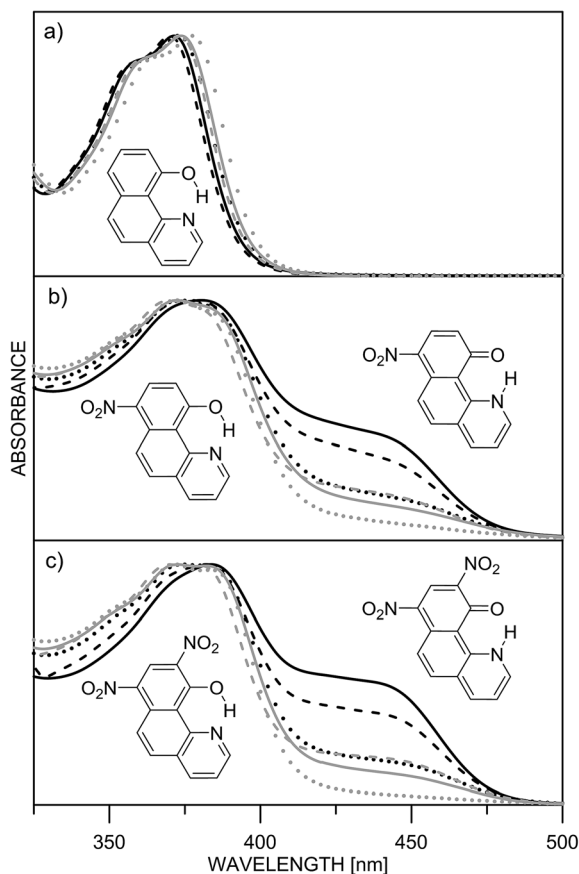 a)
O
H
N
b)
O₂N
O
H
N
O₂N
O
H
N
ABSORBANCE
c)
NO₂
O₂N
O
H
N
NO₂
O₂N
O
H
N
350 400 450 500
WAVELENGTH [nm]